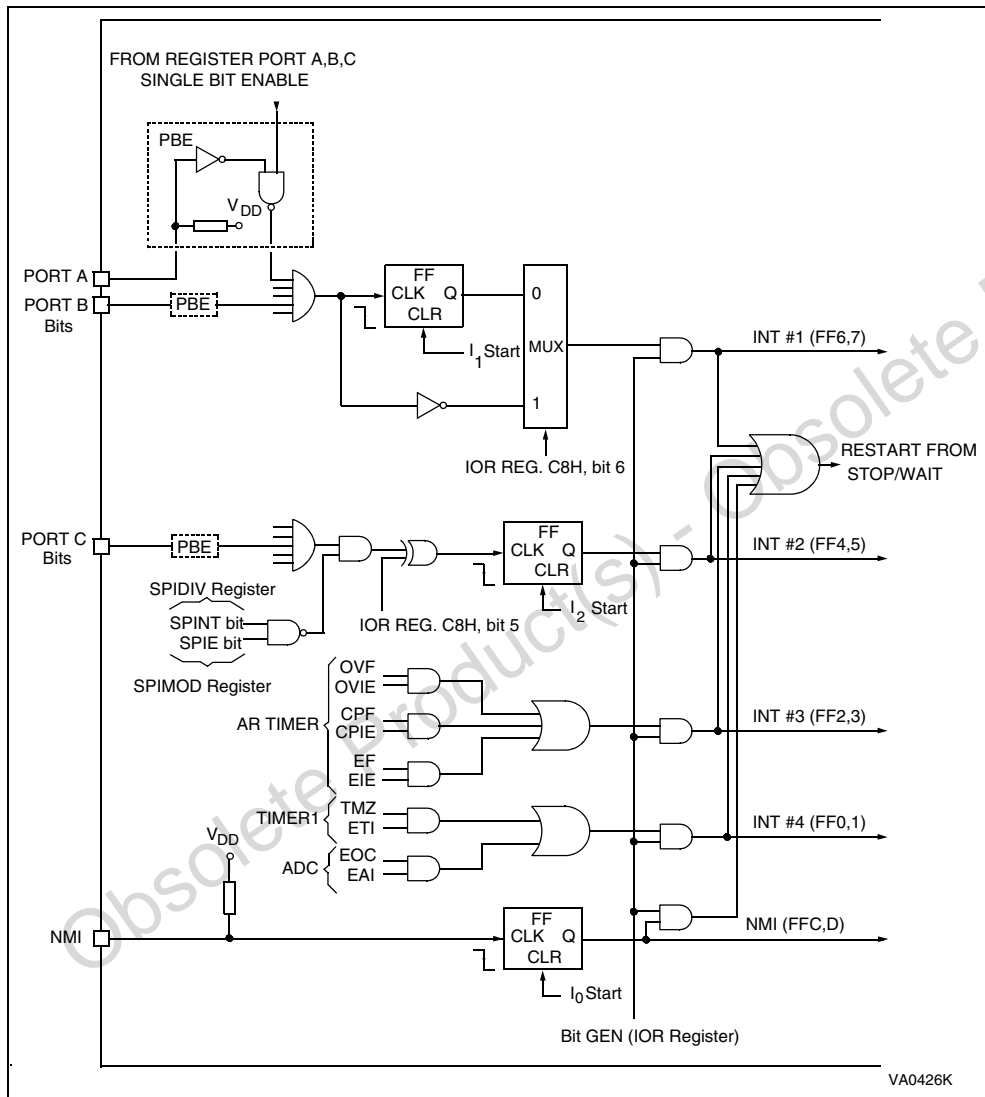 FROM REGISTER PORT A,B,C
SINGLE BIT ENABLE
PBE
VDD
PORT A
PORT B
Bits
PBE
FF
CLK Q
CLR
I1 Start
0
MUX
1
IOR REG. C8H, bit 6
INT #1 (FF6,7)
RESTART FROM
STOP/WAIT
PORT C
Bits
PBE
SPIDIV Register
SPINT bit
SPIE bit
SPIMOD Register
IOR REG. C8H, bit 5
FF
CLK Q
CLR
I2 Start
INT #2 (FF4,5)
AR TIMER
OVF
OVIE
CPF
CPIE
EF
EIE
INT #3 (FF2,3)
TIMER1
TMZ
ETI
ADC
EOC
EAI
INT #4 (FF0,1)
VDD
NMI
FF
CLK Q
CLR
I0 Start
NMI (FFC,D)
Bit GEN (IOR Register)
VA0426K
Obsolete Product(s) - Obsolete